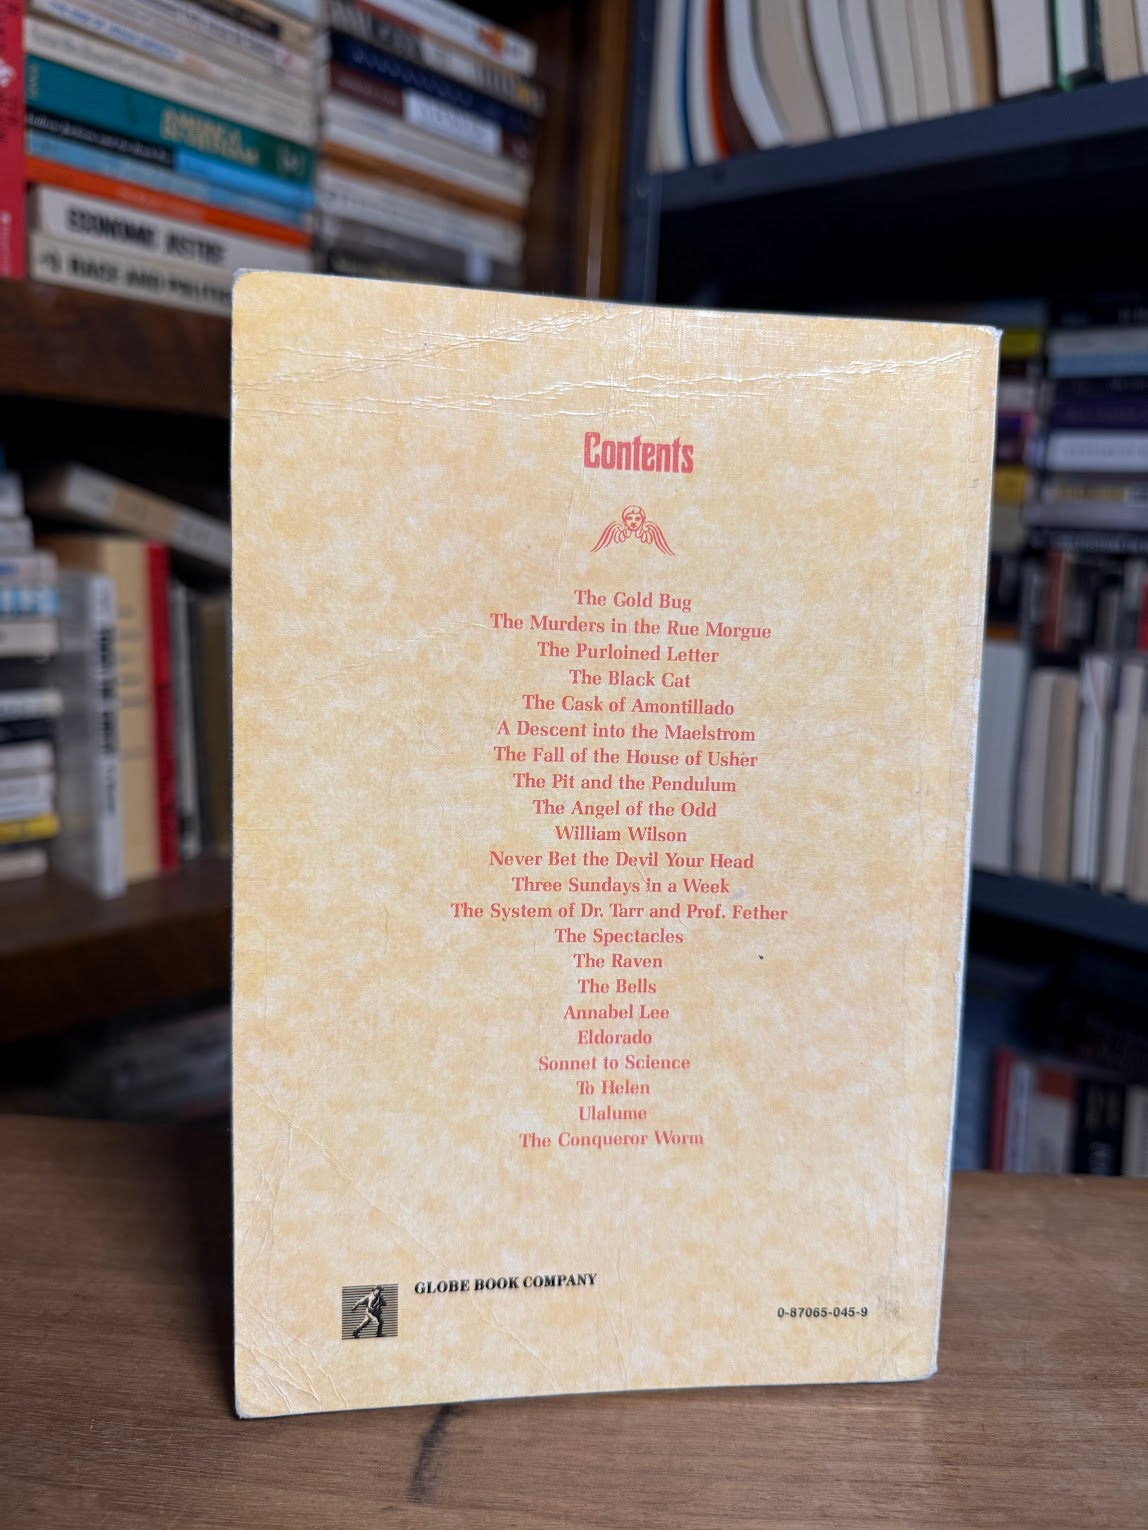 ECONOMIC JUSTICE
RACE AND POLITICS
Contents
The Gold Bug
The Murders in the Rue Morgue
The Purloined Letter
The Black Cat
The Cask of Amontillado
A Descent into the Maelstrom
The Fall of the House of Usher
The Pit and the Pendulum
The Angel of the Odd
William Wilson
Never Bet the Devil Your Head
Three Sundays in a Week
The System of Dr. Tarr and Prof. Fether
The Spectacles
The Raven
The Bells
Annabel Lee
Eldorado
Sonnet to Science
To Helen
Ulalume
The Conqueror Worm
GLOBE BOOK COMPANY
0-87065-045-9